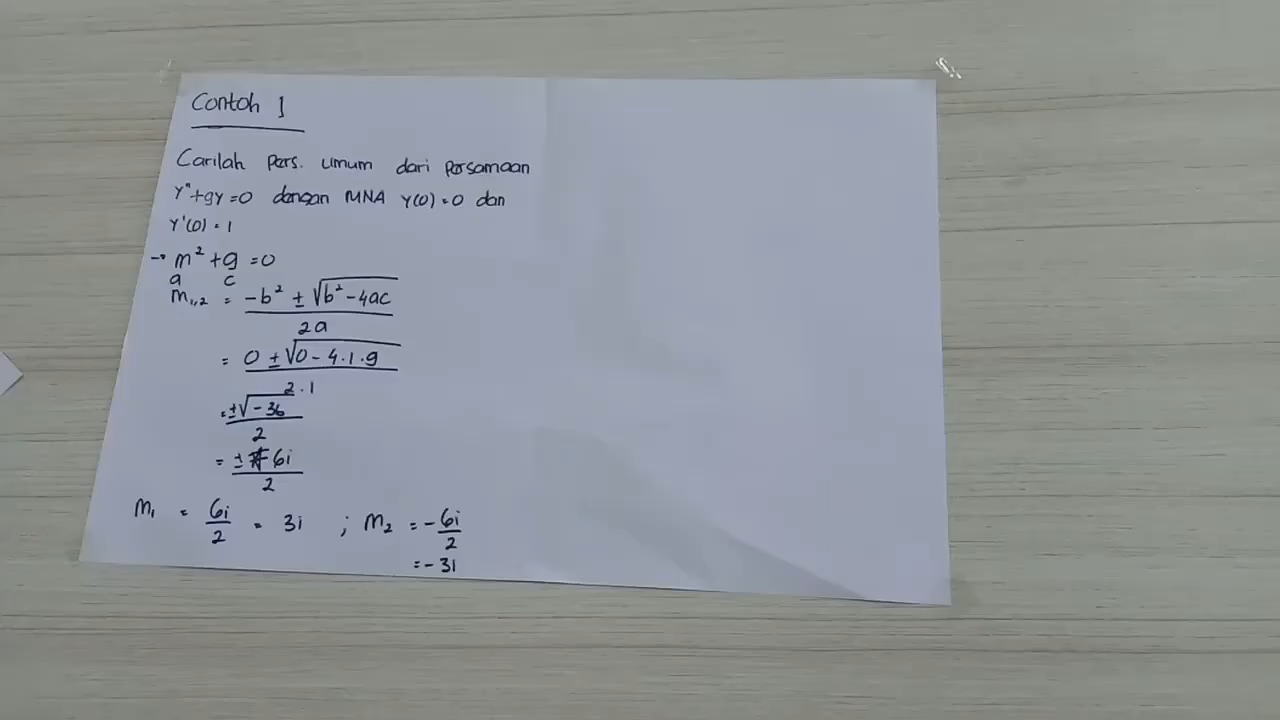 Contoh 1
Carilah Pers. umum dari Persamaan
y"+9y=0 dengan MNA y(0)=0 dan
y'(0)=1
→ m²+9=0
a c
m₁,₂ = -b² ± √b²-4ac
2a
= 0 ± √0-4.1.9
2.1
= ±√-36
2
= ± 6i
2
m₁ = 6i/2 = 3i ; m₂ = -6i/2
= -3i